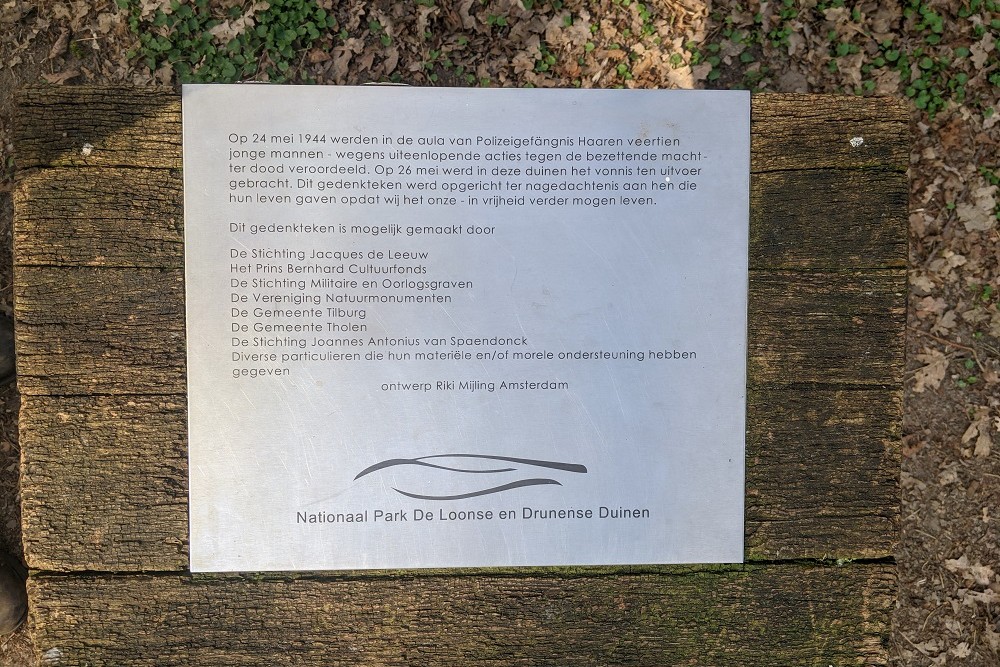 Op 24 mei 1944 werden in de aula van Polizeigefängnis Haaren veertien
jonge mannen - wegens uiteenlopende acties tegen de bezettende macht -
ter dood veroordeeld. Op 26 mei werd in deze duinen het vonnis ten uitvoer
gebracht. Dit gedenkteken werd opgericht ter nagedachtenis aan hen die
hun leven gaven opdat wij het onze - in vrijheid verder mogen leven.
Dit gedenkteken is mogelijk gemaakt door
De Stichting Jacques de Leeuw
Het Prins Bernhard Cultuurfonds
De Stichting Militaire en Oorlogsgraven
De Vereniging Natuurmonumenten
De Gemeente Tilburg
De Gemeente Tholen
De Stichting Joannes Antonius van Spaendonck
Diverse particulieren die hun materiële en/of morele ondersteuning hebben
gegeven
ontwerp Riki Mijling Amsterdam
Nationaal Park De Loonse en Drunense Duinen